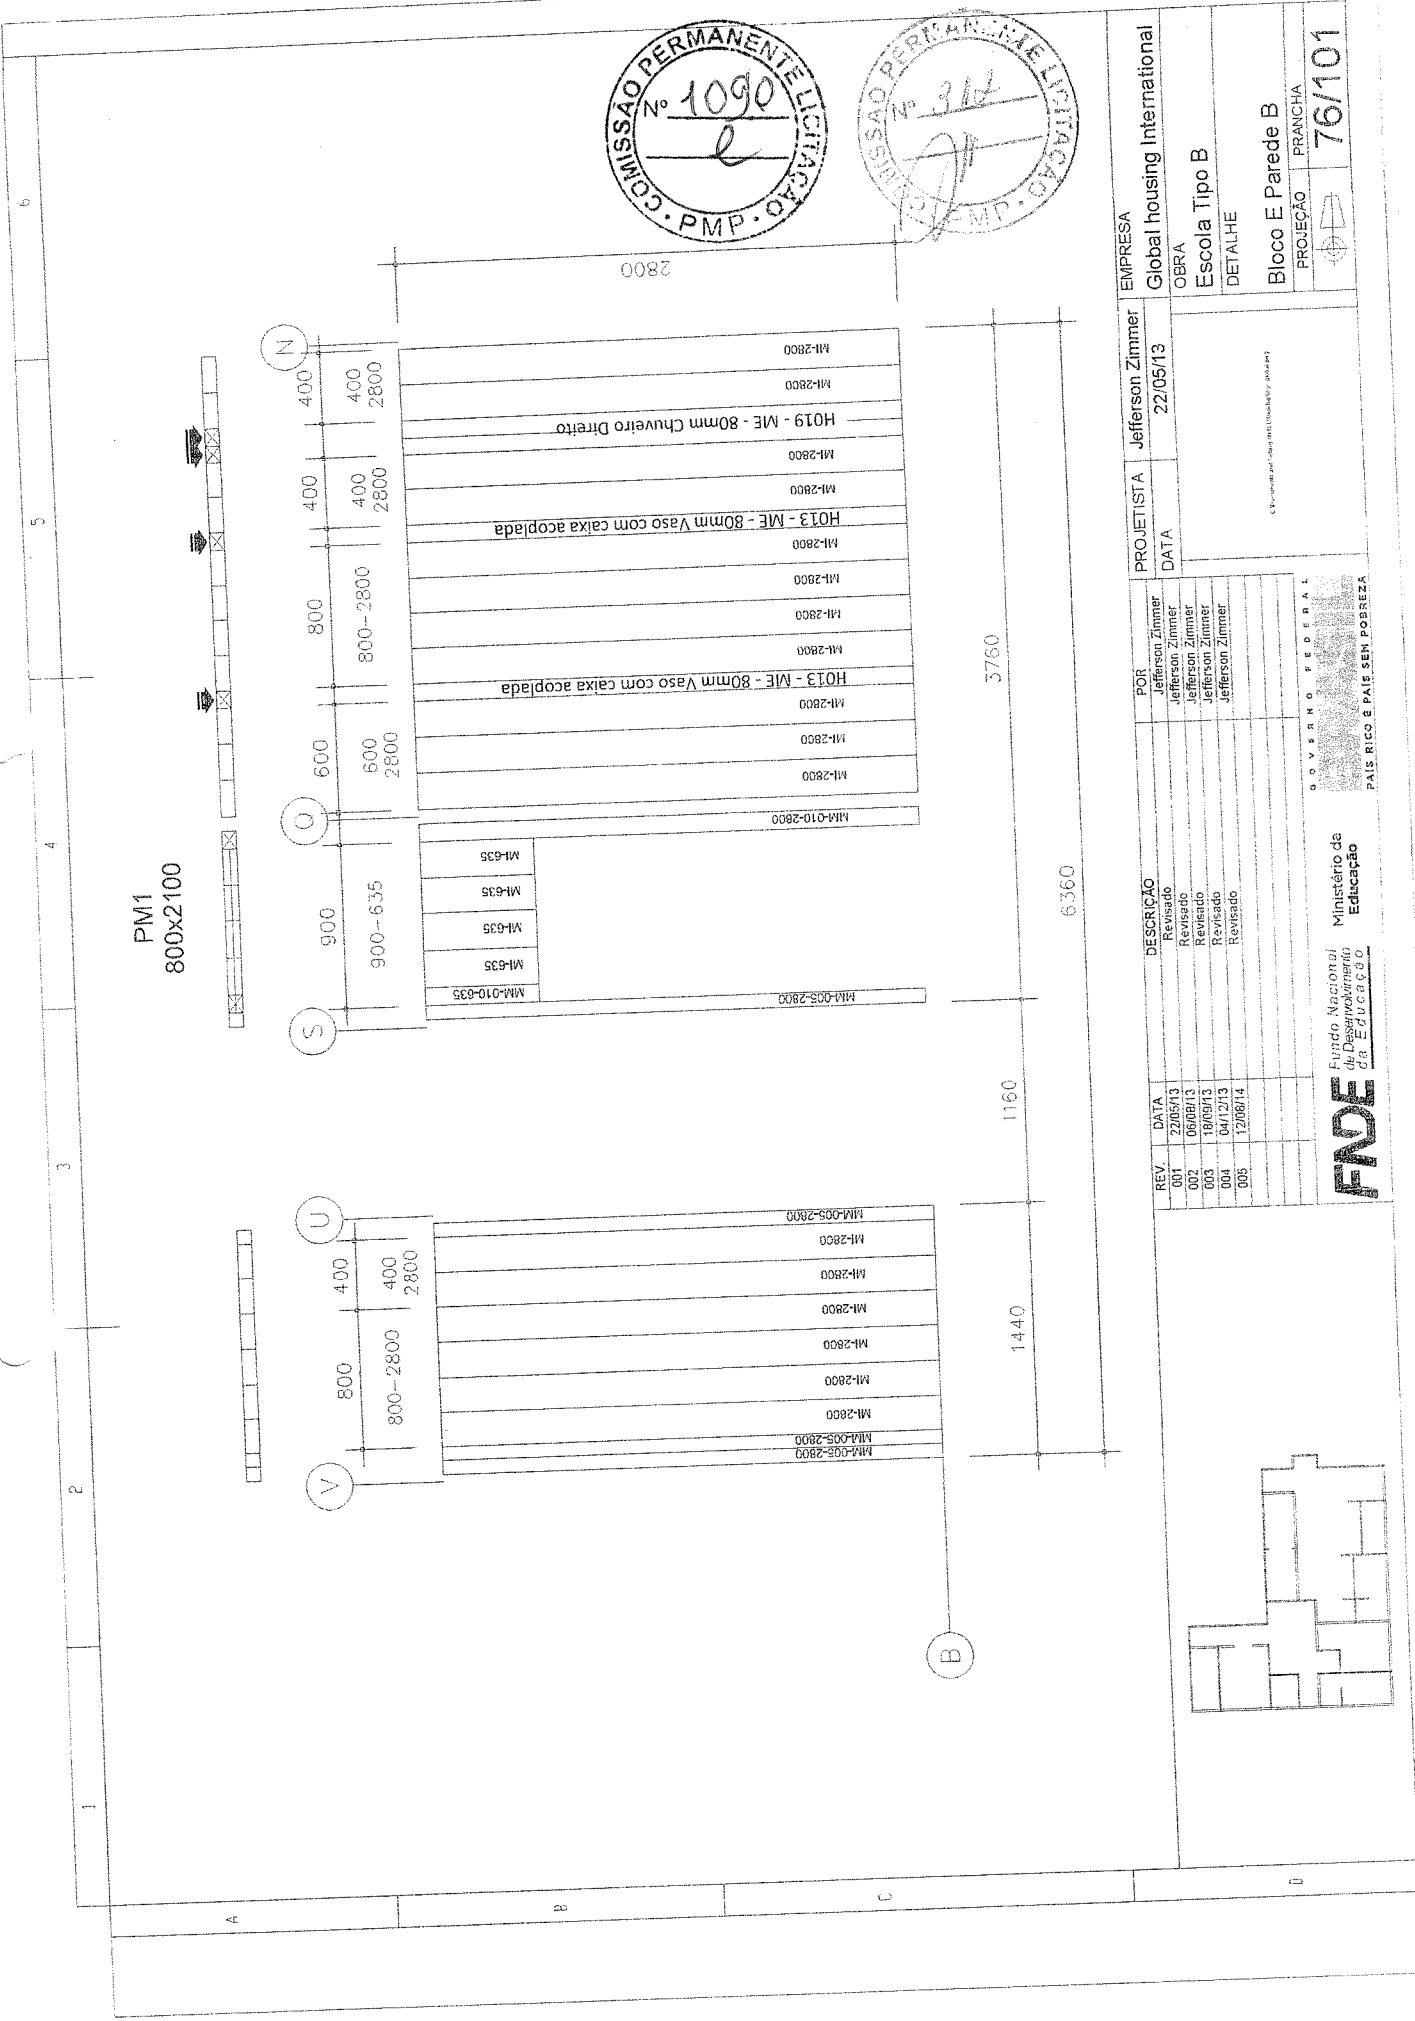 1
2
3
4
5
6
A
B
C
D
PM1
800x2100
V
U
S
O
N
B
800
400
900
600
800
400
400
800-2800
400
2800
900-635
600
2800
800-2800
400
2800
400
2800
2800
MM-005-2800
MM-005-2800
MI-2800
MI-2800
MI-2800
MI-2800
MI-2800
MI-2800
MM-005-2800
MM-005-2800
MM-010-635
MI-635
MI-635
MI-635
MI-635
MM-010-2800
MI-2800
MI-2800
MI-2800
H013 - ME - 80mm Vaso com caixa acoplada
MI-2800
MI-2800
MI-2800
MI-2800
H013 - ME - 80mm Vaso com caixa acoplada
MI-2800
MI-2800
H019 - ME - 80mm Chuveiro Direito
MI-2800
MI-2800
1440
1160
3760
6360
COMISSÃO PERMANENTE LICITAÇÃO
Nº 1090
PMP
COMISSÃO PERMANENTE LICITAÇÃO
Nº
PMP
REV. DATA DESCRIÇÃO POR
001 22/05/13 Revisado Jefferson Zimmer
002 06/08/13 Revisado Jefferson Zimmer
003 18/09/13 Revisado Jefferson Zimmer
004 04/12/13 Revisado Jefferson Zimmer
005 12/08/14 Revisado Jefferson Zimmer
PROJETISTA Jefferson Zimmer
DATA 22/05/13
EMPRESA
Global housing International
OBRA
Escola Tipo B
DETALHE
Bloco E Parede B
PROJEÇÃO PRANCHA
76/101
FNDE
Fundo Nacional
de Desenvolvimento
da Educação
Ministério da
Educação
GOVERNO FEDERAL
PAÍS RICO É PAÍS SEM POBREZA